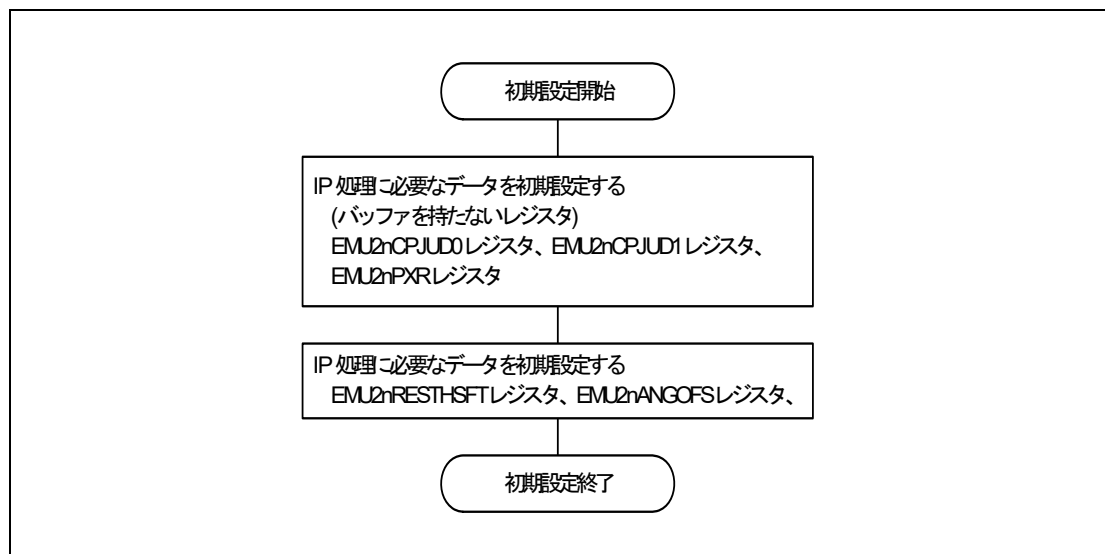 初期設定開始
IP 処理に必要なデータを初期設定する
(バッファを持たないレジスタ)
EMU2nCPJUD0レジスタ、EMU2nCPJUD1レジスタ、
EMU2nPXRレジスタ
IP 処理に必要なデータを初期設定する
EMU2nRESTHSFTレジスタ、EMU2nANGOFSレジスタ、
初期設定終了